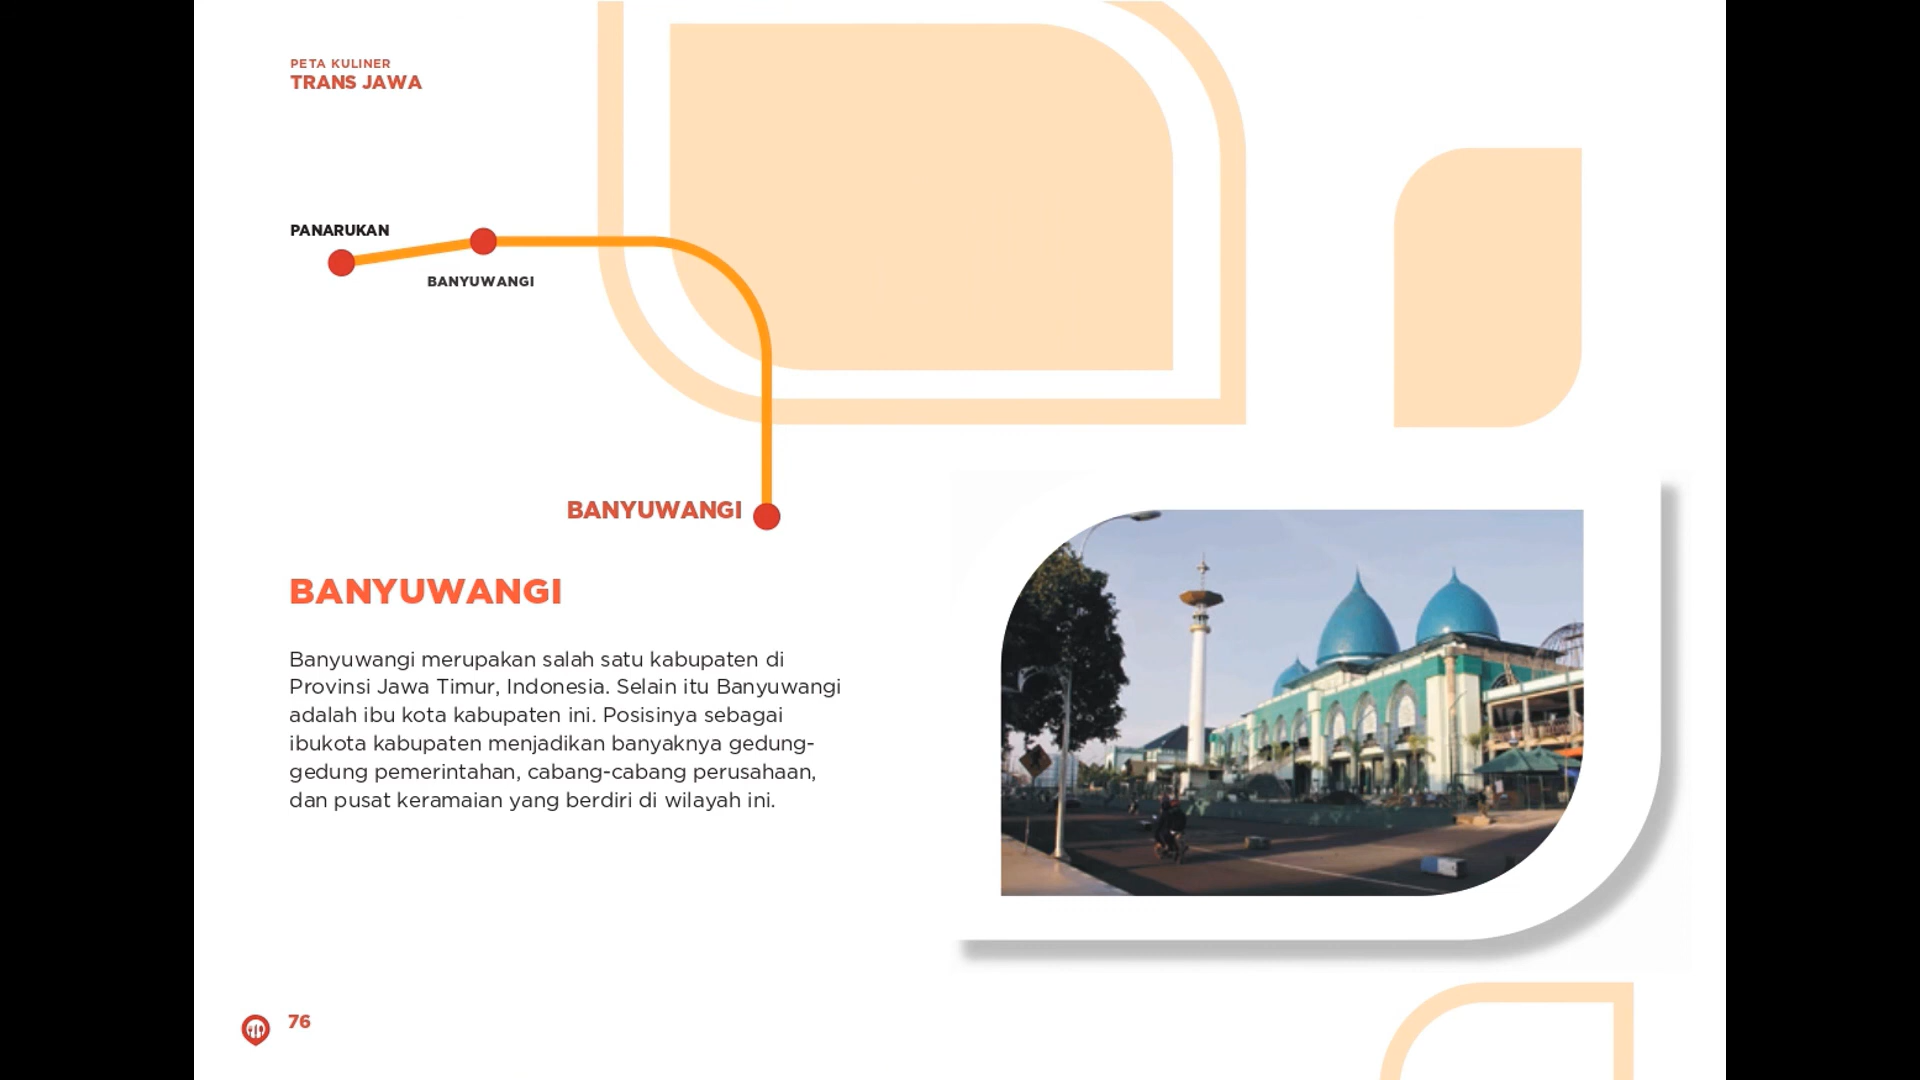 PETA KULINER
TRANS JAWA
PANARUKAN
BANYUWANGI
BANYUWANGI
BANYUWANGI
Banyuwangi merupakan salah satu kabupaten di
Provinsi Jawa Timur, Indonesia. Selain itu Banyuwangi
adalah ibu kota kabupaten ini. Posisinya sebagai
ibukota kabupaten menjadikan banyaknya gedung-
gedung pemerintahan, cabang-cabang perusahaan,
dan pusat keramaian yang berdiri di wilayah ini.
76